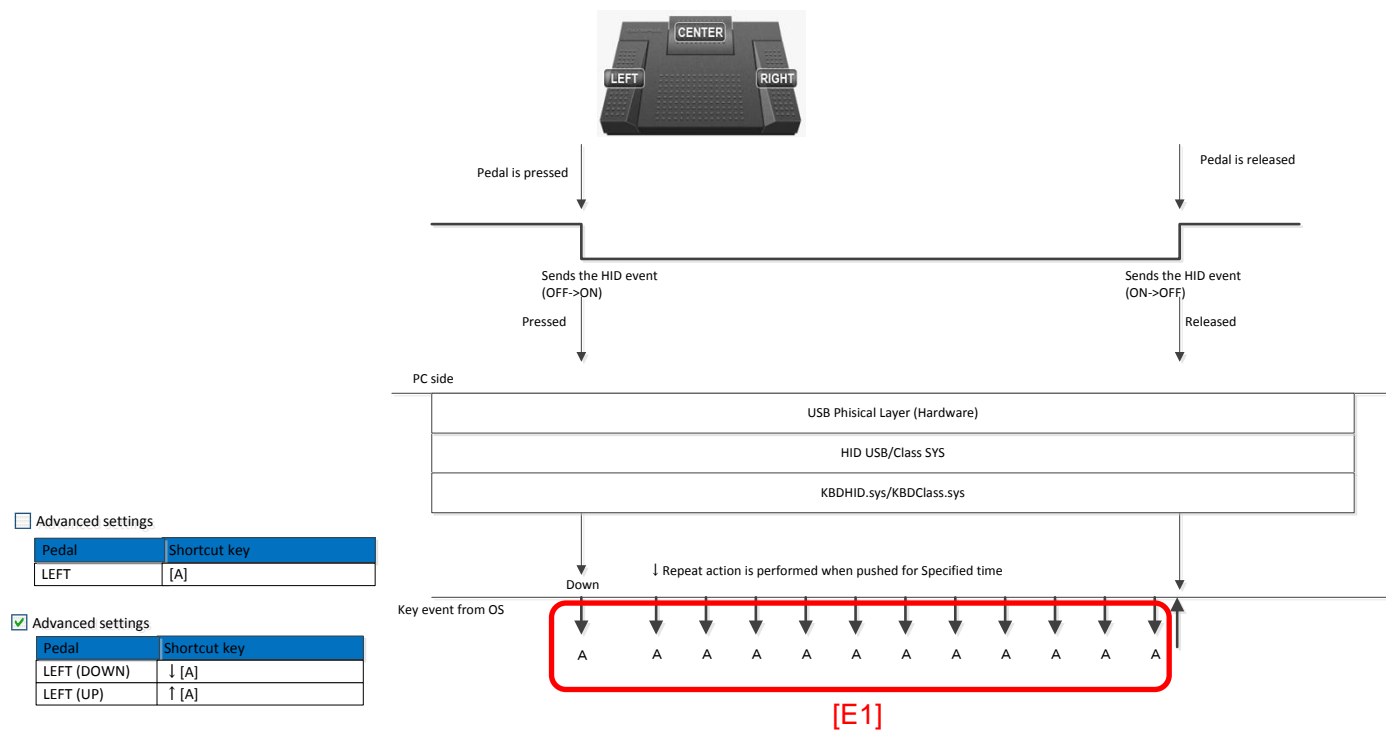 CENTER
LEFT
RIGHT
Pedal is pressed
Pedal is released
Sends the HID event
(OFF->ON)
Sends the HID event
(ON->OFF)
Pressed
Released
PC side
USB Phisical Layer (Hardware)
HID USB/Class SYS
KBDHID.sys/KBDClass.sys
Advanced settings
Pedal Shortcut key
LEFT [A]
Advanced settings
Pedal Shortcut key
LEFT (DOWN) ↓ [A]
LEFT (UP) ↑ [A]
Down
↓ Repeat action is performed when pushed for Specified time
Key event from OS
A A A A A A A A A A A A
[E1]